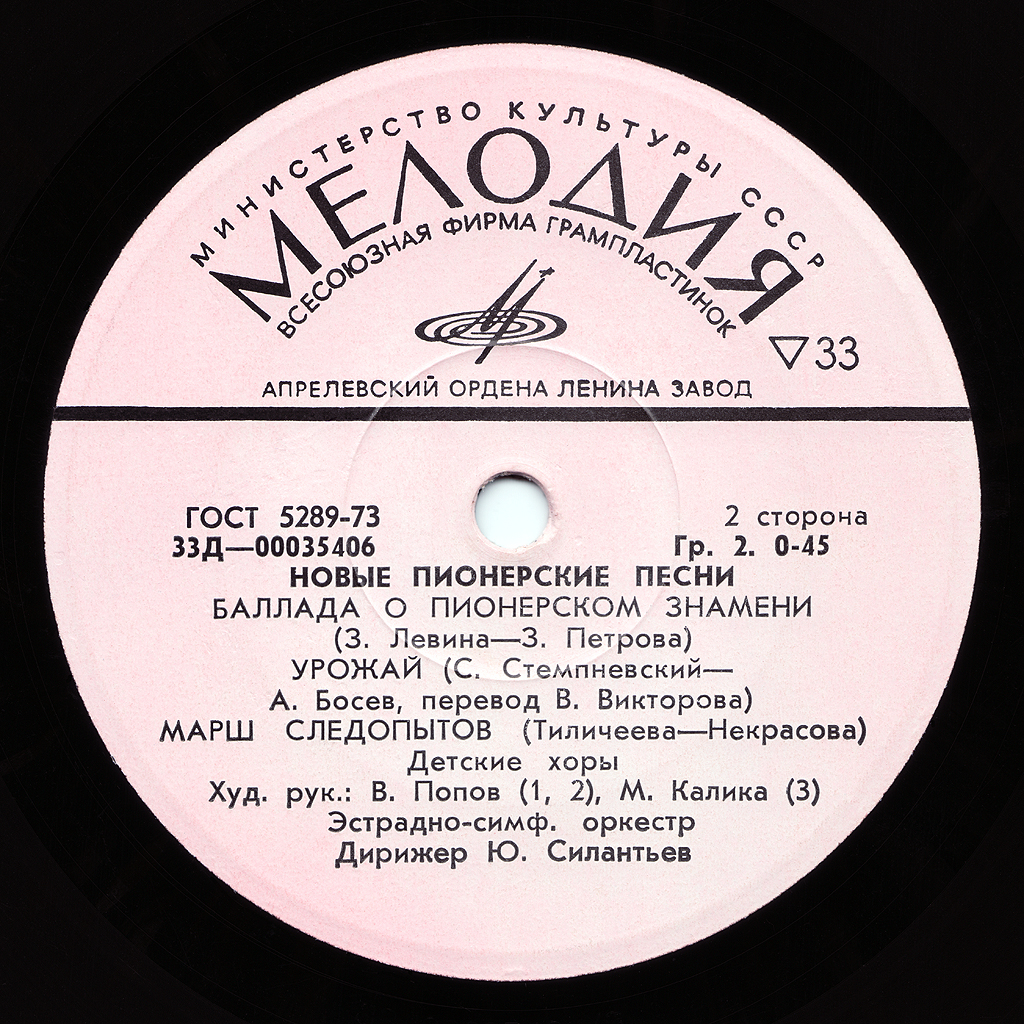 МИНИСТЕРСТВО КУЛЬТУРЫ СССР
МЕЛОДИЯ
ВСЕСОЮЗНАЯ ФИРМА ГРАМПЛАСТИНОК
▽33
АПРЕЛЕВСКИЙ ОРДЕНА ЛЕНИНА ЗАВОД
ГОСТ 5289-73
2 сторона
33Д—00035406
Гр. 2. 0-45
НОВЫЕ ПИОНЕРСКИЕ ПЕСНИ
БАЛЛАДА О ПИОНЕРСКОМ ЗНАМЕНИ
(З. Левина—З. Петрова)
УРОЖАЙ (С. Стемпневский—
А. Босев, перевод В. Викторова)
МАРШ СЛЕДОПЫТОВ (Тиличеева—Некрасова)
Детские хоры
Худ. рук.: В. Попов (1, 2), М. Калика (3)
Эстрадно-симф. оркестр
Дирижер Ю. Силантьев